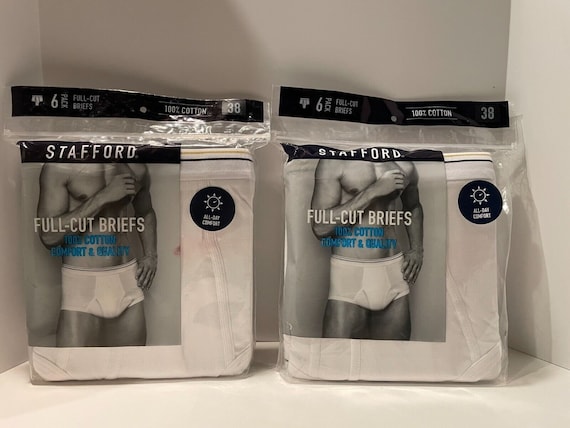 6 PACK FULL-CUT BRIEFS 100% COTTON 38
STAFFORD
ALL-DAY COMFORT
FULL-CUT BRIEFS
100% COTTON
COMFORT & QUALITY
6 PACK FULL-CUT BRIEFS 100% COTTON 38
STAFFORD
ALL-DAY COMFORT
FULL-CUT BRIEFS
100% COTTON
COMFORT & QUALITY